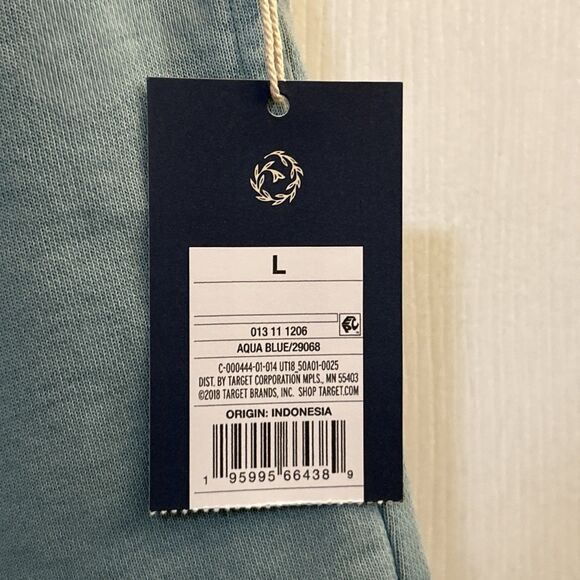 L
013 11 1206
AQUA BLUE/29068
C-000444-01-014 UT18_50A01-0025
DIST. BY TARGET CORPORATION MPLS., MN 55403
©2018 TARGET BRANDS, INC. SHOP TARGET.COM
ORIGIN: INDONESIA
1 95995 66438 9